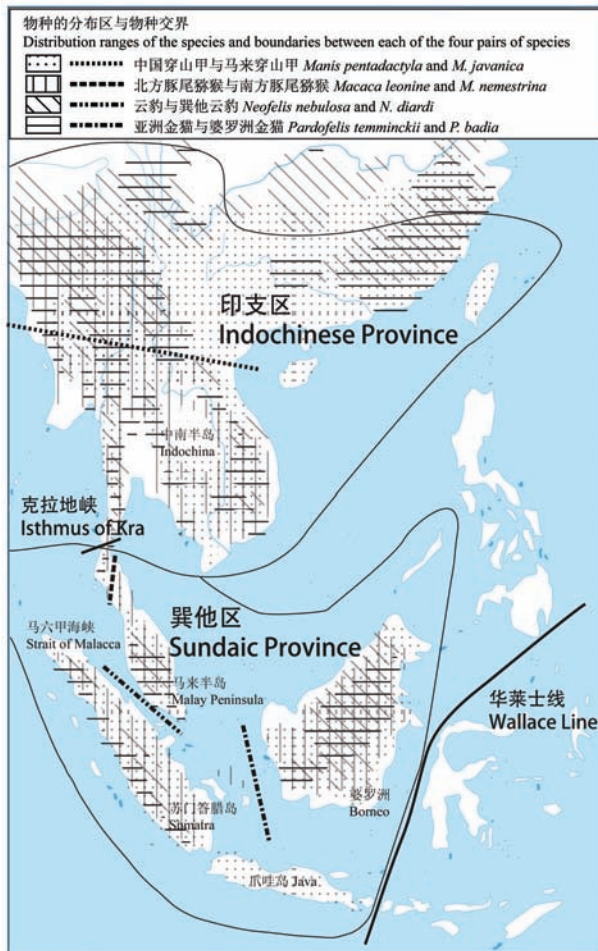 物种的分布区与物种交界
Distribution ranges of the species and boundaries between each of the four pairs of species
中国穿山甲与马来穿山甲 Manis pentadactyla and M. javanica
北方豚尾猕猴与南方豚尾猕猴 Macaca leonine and M. nemestrina
云豹与巽他云豹 Neofelis nebulosa and N. diardi
亚洲金猫与婆罗洲金猫 Pardofelis temminckii and P. badia
印支区
Indochinese Province
中南半岛
Indochina
克拉地峡
Isthmus of Kra
马六甲海峡
Strait of Malacca
巽他区
Sundaic Province
马来半岛
Malay Peninsula
华莱士线
Wallace Line
婆罗洲
Borneo
苏门答腊岛
Sumatra
爪哇岛 Java